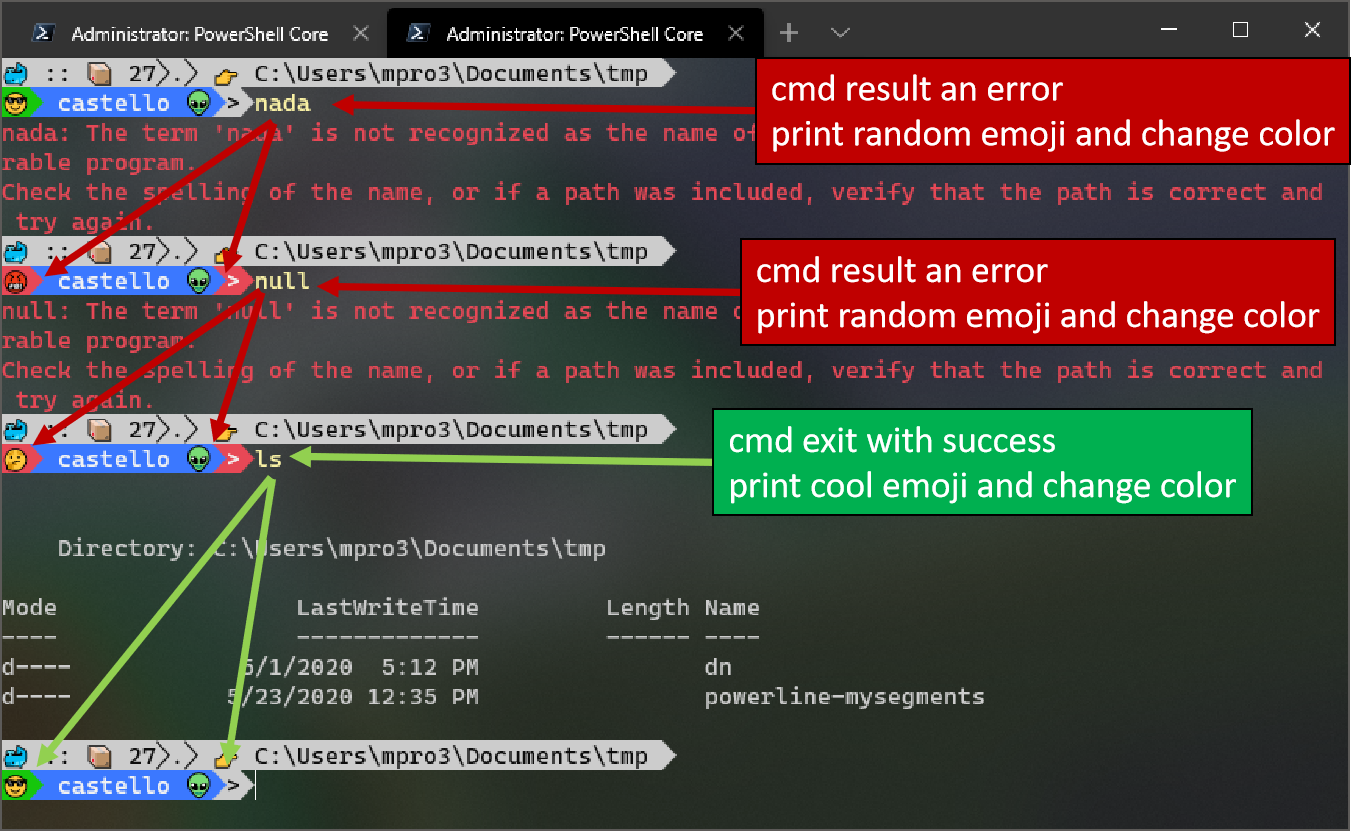 Administrator: PowerShell Core
Administrator: PowerShell Core
:: 27〉.〉 C:\Users\mpro3\Documents\tmp
castello > nada
nada: The term 'nada' is not recognized as the name of
rable program.
Check the spelling of the name, or if a path was included, verify that the path is correct and
try again.
cmd result an error
print random emoji and change color
:: 27〉.〉 C:\Users\mpro3\Documents\tmp
castello > null
null: The term 'null' is not recognized as the name
rable program.
Check the spelling of the name, or if a path was included, verify that the path is correct and
try again.
cmd result an error
print random emoji and change color
:: 27〉.〉 C:\Users\mpro3\Documents\tmp
castello > ls
cmd exit with success
print cool emoji and change color
Directory: C:\Users\mpro3\Documents\tmp
Mode LastWriteTime Length Name
---- ------------- ------ ----
d---- 5/1/2020 5:12 PM dn
d---- 5/23/2020 12:35 PM powerline-mysegments
:: 27〉.〉 C:\Users\mpro3\Documents\tmp
castello >